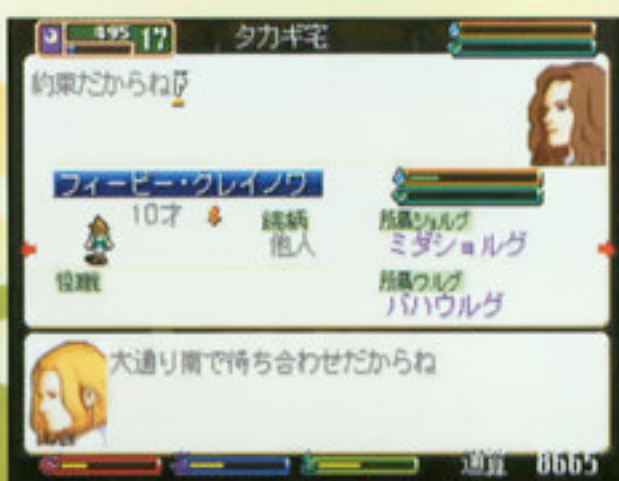 495 17 タカギ宅
約束だからね
フィービー・クレイノワ
10才
続柄
他人
所属ショルグ
ミダショルグ
役職
所属ウルグ
バハウルグ
大通り南で待ち合わせだからね
通貨 8665